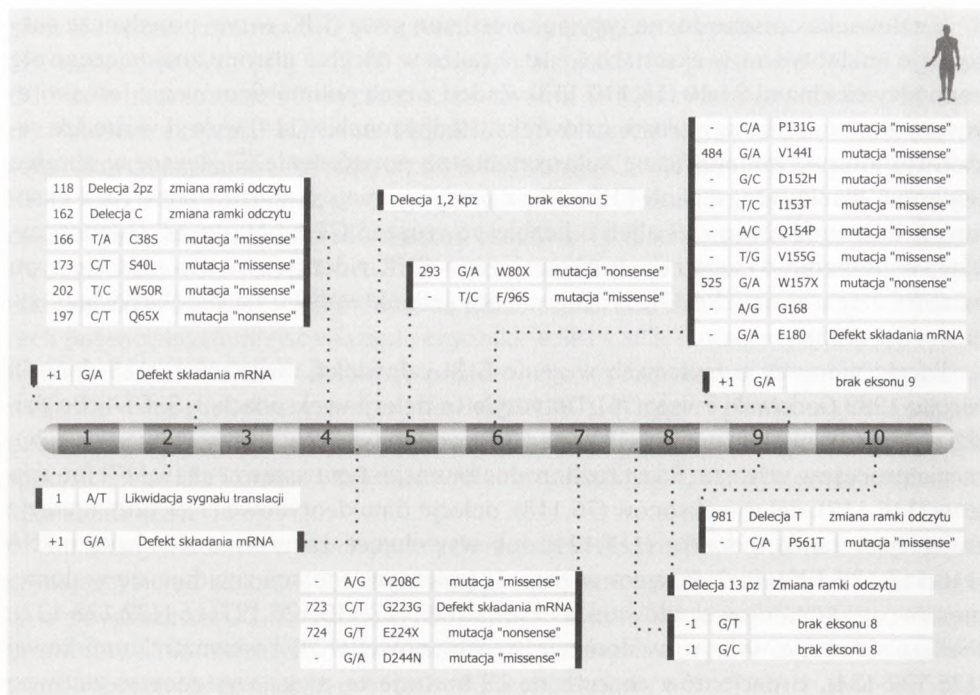 118 Delecja 2pz zmiana ramki odczytu
162 Delecja C zmiana ramki odczytu
166 T/A C38S mutacja "missense"
173 C/T S40L mutacja "missense"
202 T/C W50R mutacja "missense"
197 C/T Q65X mutacja "nonsense"
Delecja 1,2 kpz brak eksonu 5
293 G/A W80X mutacja "nonsense"
- T/C F/96S mutacja "missense"
- C/A P131G mutacja "missense"
484 G/A V144I mutacja "missense"
- G/C D152H mutacja "missense"
- T/C I153T mutacja "missense"
- A/C Q154P mutacja "missense"
- T/G V155G mutacja "missense"
525 G/A W157X mutacja "nonsense"
- A/G G168
- G/A E180 Defekt składania mRNA
+1 G/A Defekt składania mRNA
+1 G/A brak eksonu 9
1 2 3 4 5 6 7 8 9 10
1 A/T Likwidacja sygnału translacji
+1 G/A Defekt składania mRNA
- A/G Y208C mutacja "missense"
723 C/T G223G Defekt składania mRNA
724 G/T E224X mutacja "nonsense"
- G/A D244N mutacja "missense"
981 Delecja T zmiana ramki odczytu
- C/A P561T mutacja "missense"
Delecja 13 pz Zmiana ramki odczytu
-1 G/T brak eksonu 8
-1 G/C brak eksonu 8